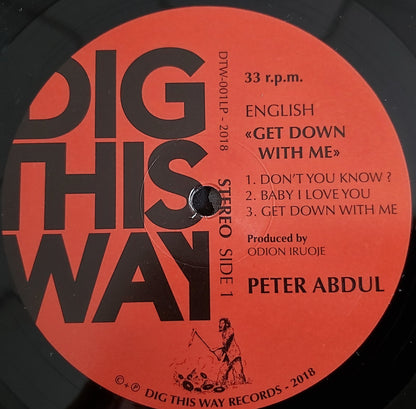 DIG
THIS
WAY
DTW-001LP - 2018
STEREO SIDE 1
33 r.p.m.
ENGLISH
«GET DOWN
WITH ME»
1. DON'T YOU KNOW ?
2. BABY I LOVE YOU
3. GET DOWN WITH ME
Produced by
ODION IRUOJE
PETER ABDUL
©+℗ DIG THIS WAY RECORDS - 2018